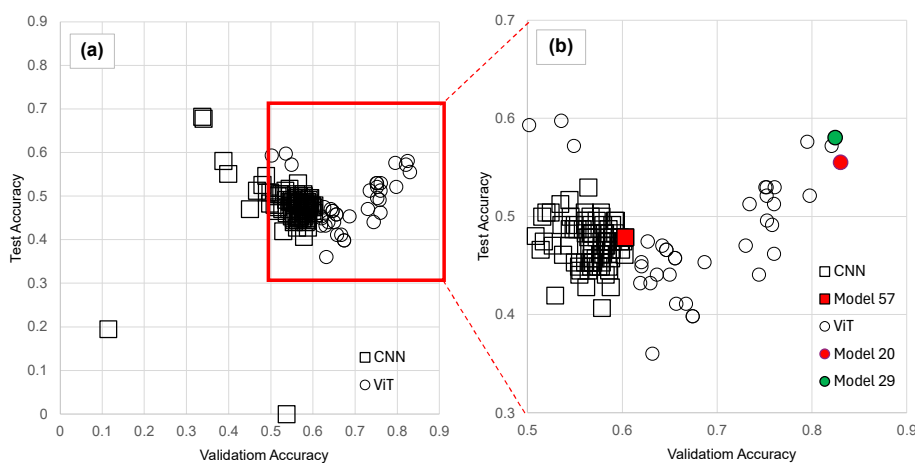 (a)
0.9
0.8
0.7
0.6
0.5
0.4
0.3
0.2
0.1
0
Test Accuracy
0 0.1 0.2 0.3 0.4 0.5 0.6 0.7 0.8 0.9
Validatiom Accuracy
CNN
ViT
(b)
0.7
0.6
0.5
0.4
0.3
Test Accuracy
0.5 0.6 0.7 0.8 0.9
Validatiom Accuracy
CNN
Model 57
ViT
Model 20
Model 29